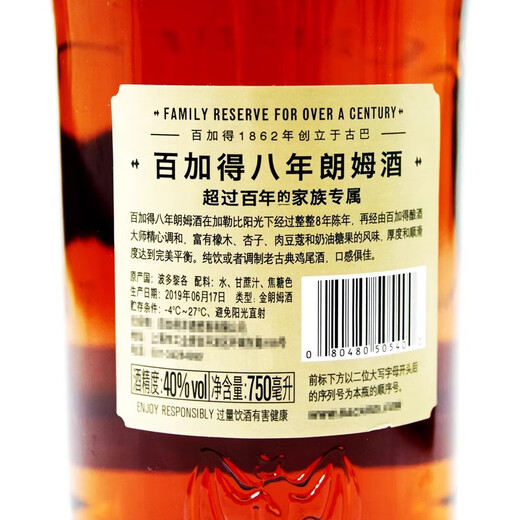 FAMILY RESERVE FOR OVER A CENTURY
百加得1862年创立于古巴
百加得八年朗姆酒
超过百年的家族专属
百加得八年朗姆酒在加勒比阳光下经过整整8年陈年，再经由百加得酿酒
大师精心调和，富有橡木、杏子、肉豆蔻和奶油糖果的风味，厚度和顺滑
度达到完美平衡。纯饮或者调制老古典鸡尾酒，口感俱佳。
原产国：波多黎各 配料：水、甘蔗汁、焦糖色
生产日期：2019年06月17日 类型：金朗姆酒
贮存条件：-4°C~27°C，避免阳光直射
0 80480 50540
酒精度：40%vol 净含量：750毫升
前标下方以二位大写字母开头后
的序列号为本瓶的顺序号。
ENJOY RESPONSIBLY 过量饮酒有害健康